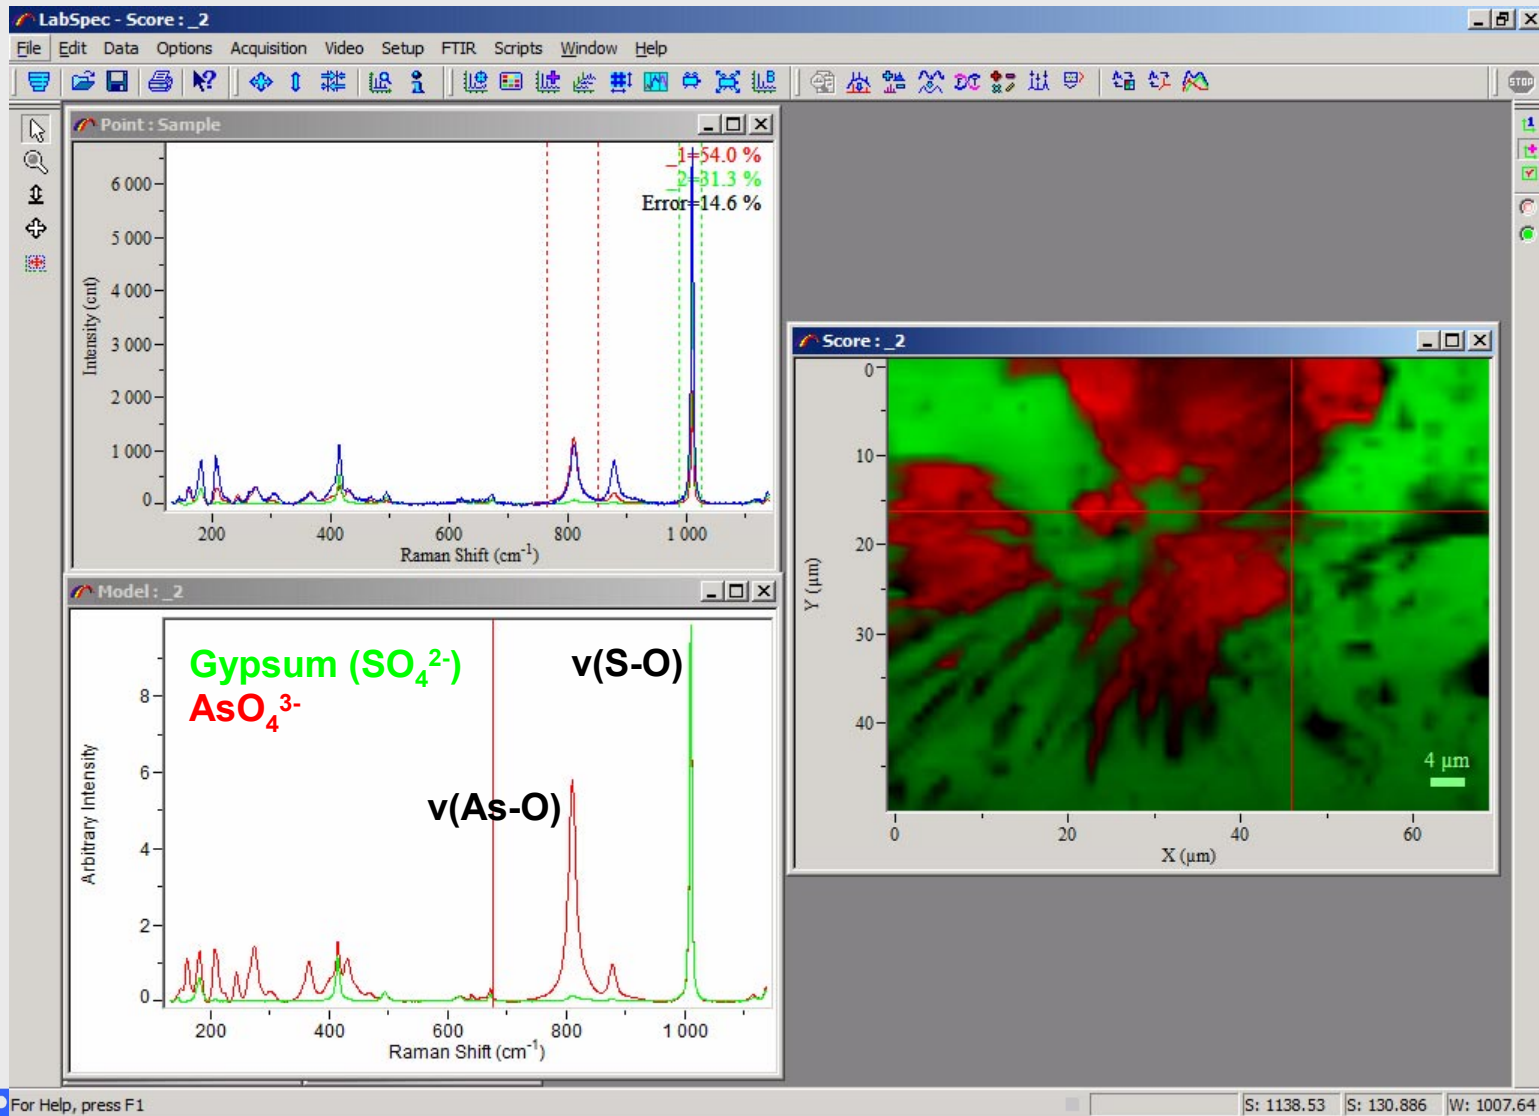 LabSpec - Score : _2
File Edit Data Options Acquisition Video Setup FTIR Scripts Window Help
STOP
Point : Sample
_1=54.0 %
_2=31.3 %
Error=14.6 %
6 000
5 000
4 000
3 000
2 000
1 000
0
Intensity (cnt)
200 400 600 800 1 000
Raman Shift (cm⁻¹)
Model : _2
Gypsum (SO₄²⁻)
AsO₄³⁻
v(S-O)
v(As-O)
8
6
4
2
0
Arbitrary Intensity
200 400 600 800 1 000
Raman Shift (cm⁻¹)
Score : _2
0
10
20
30
40
Y (µm)
4 µm
0 20 40 60
X (µm)
For Help, press F1
S: 1138.53 S: 130.886 W: 1007.64